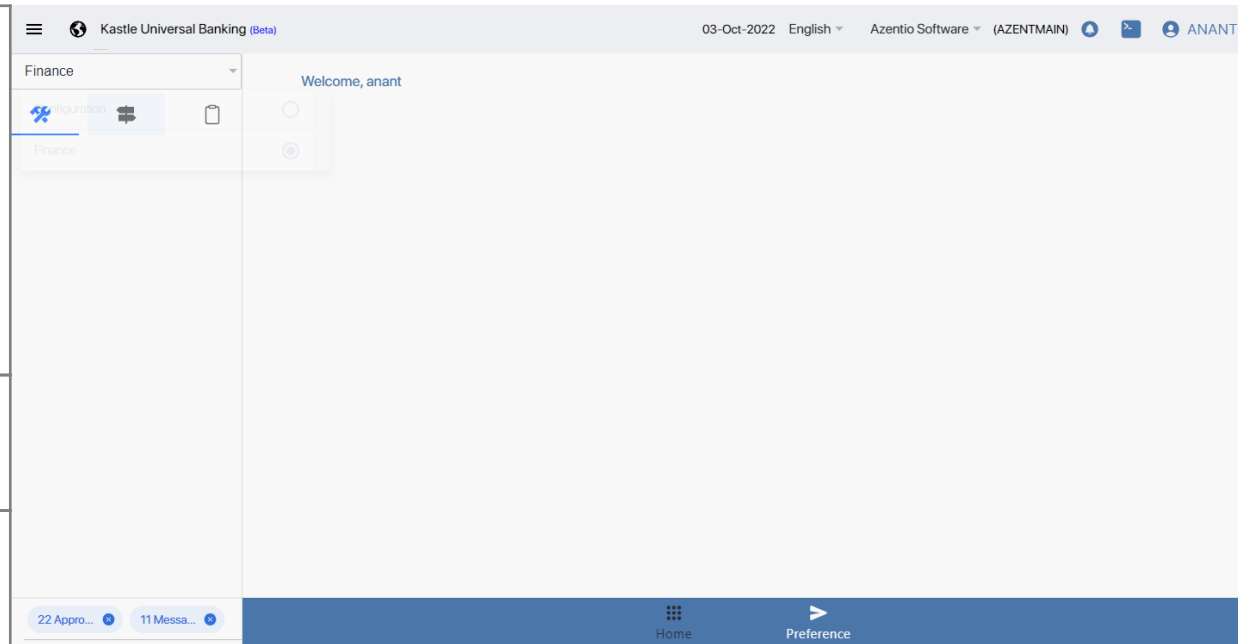 Kastle Universal Banking (Beta)
03-Oct-2022 English Azentio Software (AZENTMAIN) ANANT
Finance
Welcome, anant
Configuration
Finance
22 Appro... 11 Messa...
Home Preference